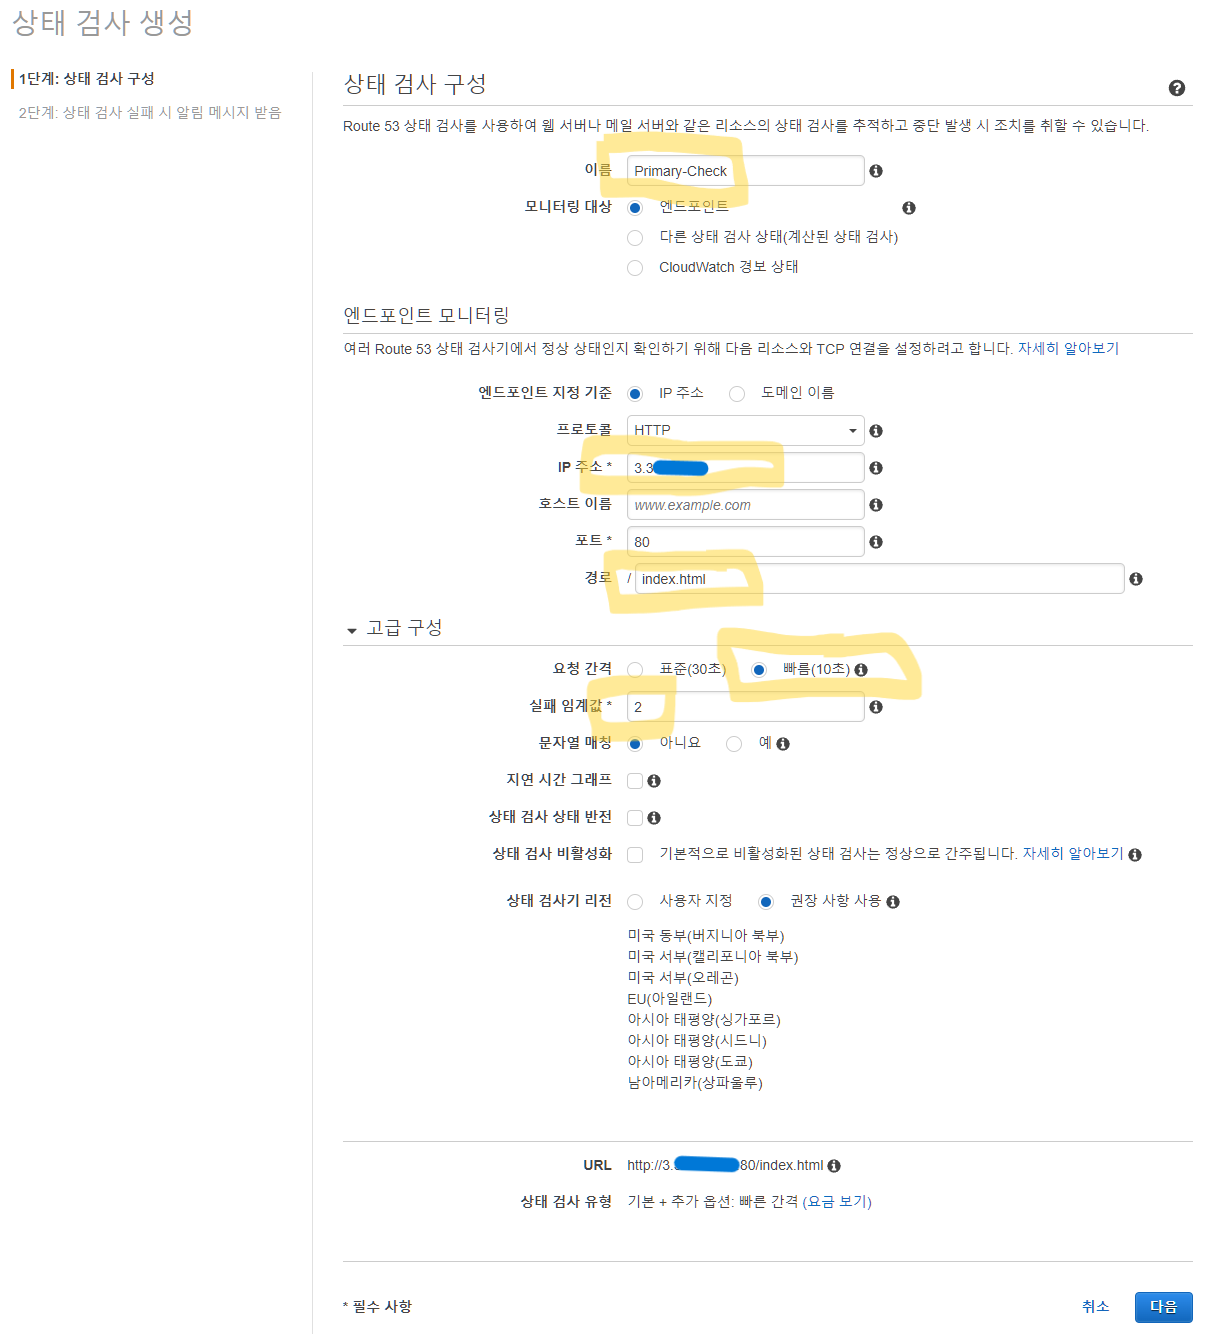 상태 검사 생성
1단계: 상태 검사 구성
2단계: 상태 검사 실패 시 알림 메시지 받음
상태 검사 구성
Route 53 상태 검사를 사용하여 웹 서버나 메일 서버와 같은 리소스의 상태 검사를 추적하고 중단 발생 시 조치를 취할 수 있습니다.
이름 Primary-Check
모니터링 대상 엔드포인트
다른 상태 검사 상태(계산된 상태 검사)
CloudWatch 경보 상태
엔드포인트 모니터링
여러 Route 53 상태 검사기에서 정상 상태인지 확인하기 위해 다음 리소스와 TCP 연결을 설정하려고 합니다. 자세히 알아보기
엔드포인트 지정 기준 IP 주소 도메인 이름
프로토콜 HTTP
IP 주소 * 3.3
호스트 이름 www.example.com
포트 * 80
경로 / index.html
고급 구성
요청 간격 표준(30초) 빠름(10초)
실패 임계값 * 2
문자열 매칭 아니요 예
지연 시간 그래프
상태 검사 상태 반전
상태 검사 비활성화 기본적으로 비활성화된 상태 검사는 정상으로 간주됩니다. 자세히 알아보기
상태 검사기 리전 사용자 지정 권장 사항 사용
미국 동부(버지니아 북부)
미국 서부(캘리포니아 북부)
미국 서부(오레곤)
EU(아일랜드)
아시아 태평양(싱가포르)
아시아 태평양(시드니)
아시아 태평양(도쿄)
남아메리카(상파울루)
URL http://3. 80/index.html
상태 검사 유형 기본 + 추가 옵션: 빠른 간격 (요금 보기)
* 필수 사항
취소 다음